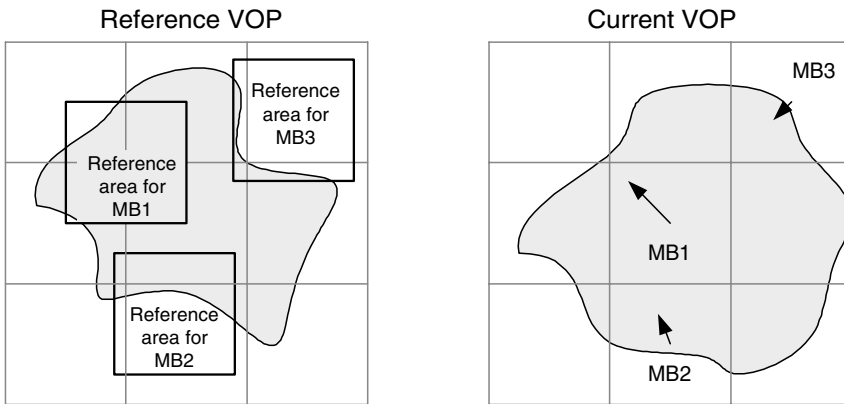 Reference VOP
Current VOP
Reference
area for
MB3
Reference
area for
MB1
Reference
area for
MB2
MB3
MB1
MB2